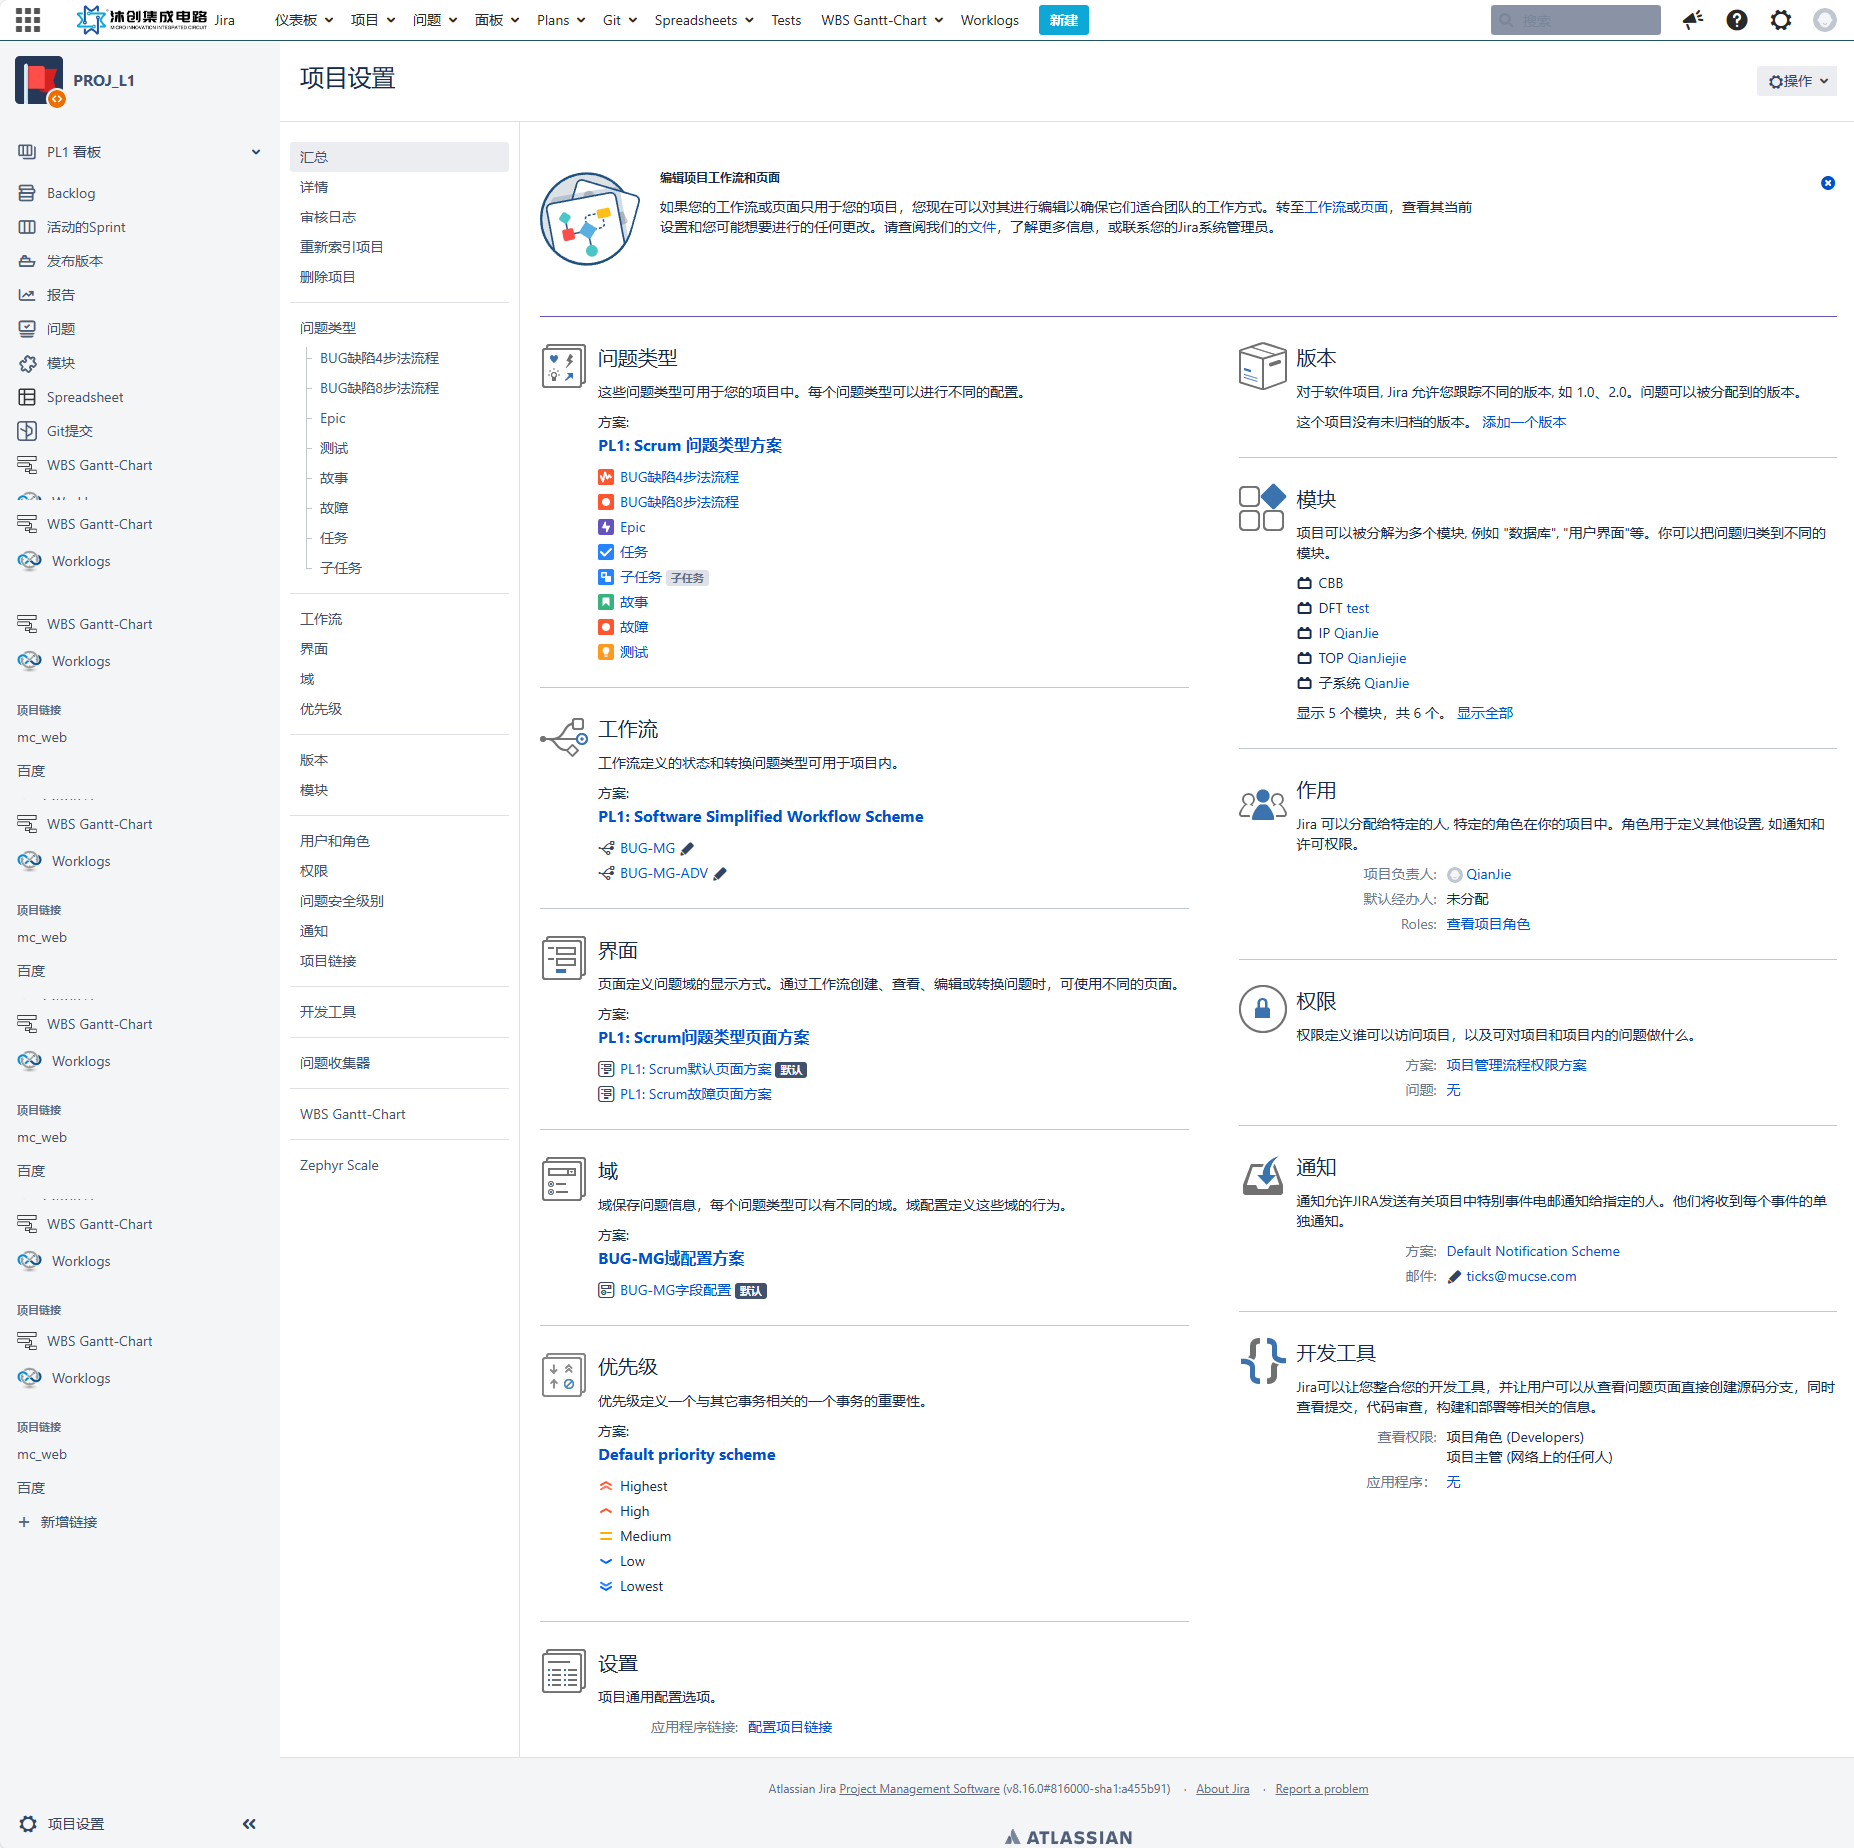 沐创集成电路 Jira 仪表板 项目 问题 面板 Plans Git Spreadsheets Tests WBS Gantt-Chart Worklogs 新建 搜索
MICRO INNOVATION INTEGRATED CIRCUIT
PROJ_L1
PL1 看板
Backlog
活动的Sprint
发布版本
报告
问题
模块
Spreadsheet
Git提交
WBS Gantt-Chart
WBS Gantt-Chart
Worklogs
WBS Gantt-Chart
Worklogs
项目链接
mc_web
百度
WBS Gantt-Chart
Worklogs
项目链接
mc_web
百度
WBS Gantt-Chart
Worklogs
项目链接
mc_web
百度
WBS Gantt-Chart
Worklogs
项目链接
WBS Gantt-Chart
Worklogs
项目链接
mc_web
百度
新增链接
项目设置
项目设置
操作
汇总
详情
审核日志
重新索引项目
删除项目
问题类型
BUG缺陷4步法流程
BUG缺陷8步法流程
Epic
测试
故事
故障
任务
子任务
工作流
界面
域
优先级
版本
模块
用户和角色
权限
问题安全级别
通知
项目链接
开发工具
问题收集器
WBS Gantt-Chart
Zephyr Scale
编辑项目工作流和页面
如果您的工作流或页面只用于您的项目，您现在可以对其进行编辑以确保它们适合团队的工作方式。转至工作流或页面，查看其当前
设置和您可能想要进行的任何更改。请查阅我们的文件，了解更多信息，或联系您的Jira系统管理员。
问题类型
这些问题类型可用于您的项目中。每个问题类型可以进行不同的配置。
方案:
PL1: Scrum 问题类型方案
BUG缺陷4步法流程
BUG缺陷8步法流程
Epic
任务
子任务 子任务
故事
故障
测试
工作流
工作流定义的状态和转换问题类型可用于项目内。
方案:
PL1: Software Simplified Workflow Scheme
BUG-MG
BUG-MG-ADV
界面
页面定义问题域的显示方式。通过工作流创建、查看、编辑或转换问题时，可使用不同的页面。
方案:
PL1: Scrum问题类型页面方案
PL1: Scrum默认页面方案 默认
PL1: Scrum故障页面方案
域
域保存问题信息，每个问题类型可以有不同的域。域配置定义这些域的行为。
方案:
BUG-MG域配置方案
BUG-MG字段配置 默认
优先级
优先级定义一个与其它事务相关的一个事务的重要性。
方案:
Default priority scheme
Highest
High
Medium
Low
Lowest
设置
项目通用配置选项。
应用程序链接: 配置项目链接
版本
对于软件项目, Jira 允许您跟踪不同的版本, 如 1.0、2.0。问题可以被分配到的版本。
这个项目没有未归档的版本。 添加一个版本
模块
项目可以被分解为多个模块, 例如 "数据库", "用户界面"等。你可以把问题归类到不同的
模块。
CBB
DFT test
IP QianJie
TOP QianJiejie
子系统 QianJie
显示 5 个模块，共 6 个。 显示全部
作用
Jira 可以分配给特定的人, 特定的角色在你的项目中。角色用于定义其他设置, 如通知和
许可权限。
项目负责人: QianJie
默认经办人: 未分配
Roles: 查看项目角色
权限
权限定义谁可以访问项目，以及可对项目和项目内的问题做什么。
方案: 项目管理流程权限方案
问题: 无
通知
通知允许JIRA发送有关项目中特别事件电邮通知给指定的人。他们将收到每个事件的单
独通知。
方案: Default Notification Scheme
邮件: ticks@mucse.com
开发工具
Jira可以让您整合您的开发工具，并让用户可以从查看问题页面直接创建源码分支，同时
查看提交，代码审查，构建和部署等相关的信息。
查看权限: 项目角色 (Developers)
项目主管 (网络上的任何人)
应用程序: 无
Atlassian Jira Project Management Software (v8.16.0#816000-sha1:a455b91) · About Jira · Report a problem
ATLASSIAN